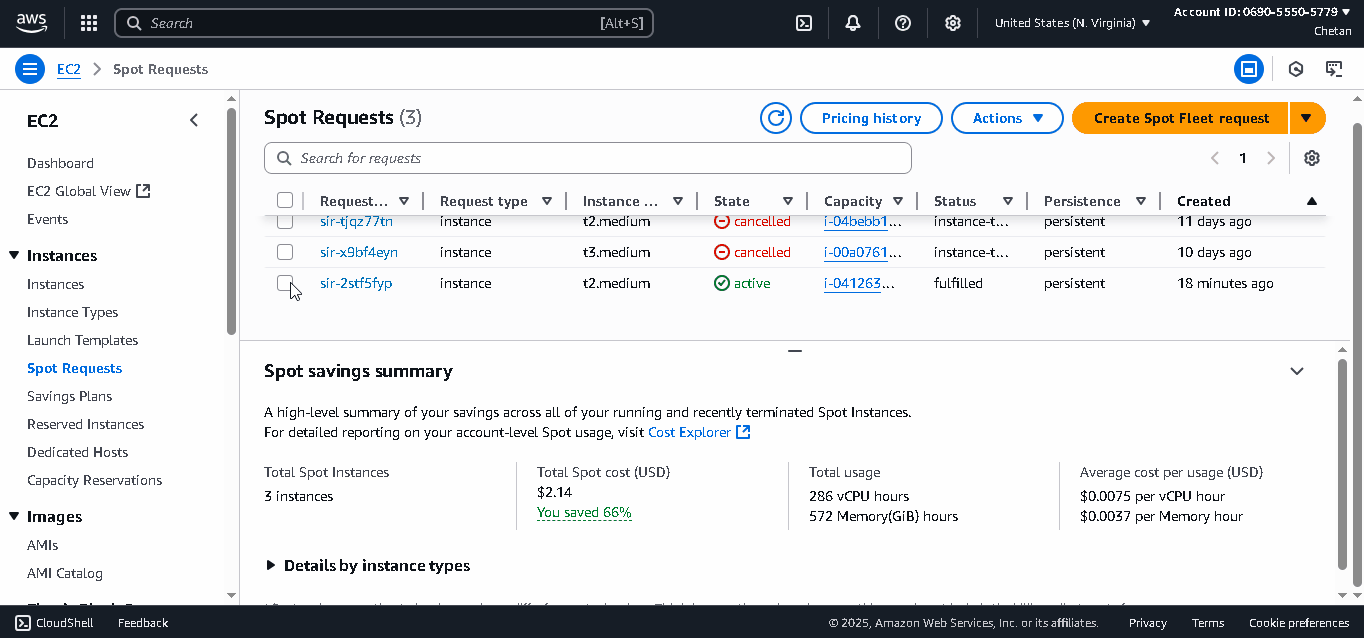 aws Search [Alt+S] United States (N. Virginia) Account ID: 0690-5550-5779
Chetan
EC2 Spot Requests
EC2
Dashboard
EC2 Global View
Events
Instances
Instances
Instance Types
Launch Templates
Spot Requests
Savings Plans
Reserved Instances
Dedicated Hosts
Capacity Reservations
Images
AMIs
AMI Catalog
Spot Requests (3) Pricing history Actions Create Spot Fleet request
Search for requests 1
Request... Request type Instance ... State Capacity Status Persistence Created
sir-tjqz77tn instance t2.medium cancelled i-04bebb1... instance-t... persistent 11 days ago
sir-x9bf4eyn instance t3.medium cancelled i-00a0761... instance-t... persistent 10 days ago
sir-2stf5fyp instance t2.medium active i-041263... fulfilled persistent 18 minutes ago
Spot savings summary
A high-level summary of your savings across all of your running and recently terminated Spot Instances.
For detailed reporting on your account-level Spot usage, visit Cost Explorer
Total Spot Instances
3 instances
Total Spot cost (USD)
$2.14
You saved 66%
Total usage
286 vCPU hours
572 Memory(GiB) hours
Average cost per usage (USD)
$0.0075 per vCPU hour
$0.0037 per Memory hour
Details by instance types
CloudShell Feedback © 2025, Amazon Web Services, Inc. or its affiliates. Privacy Terms Cookie preferences